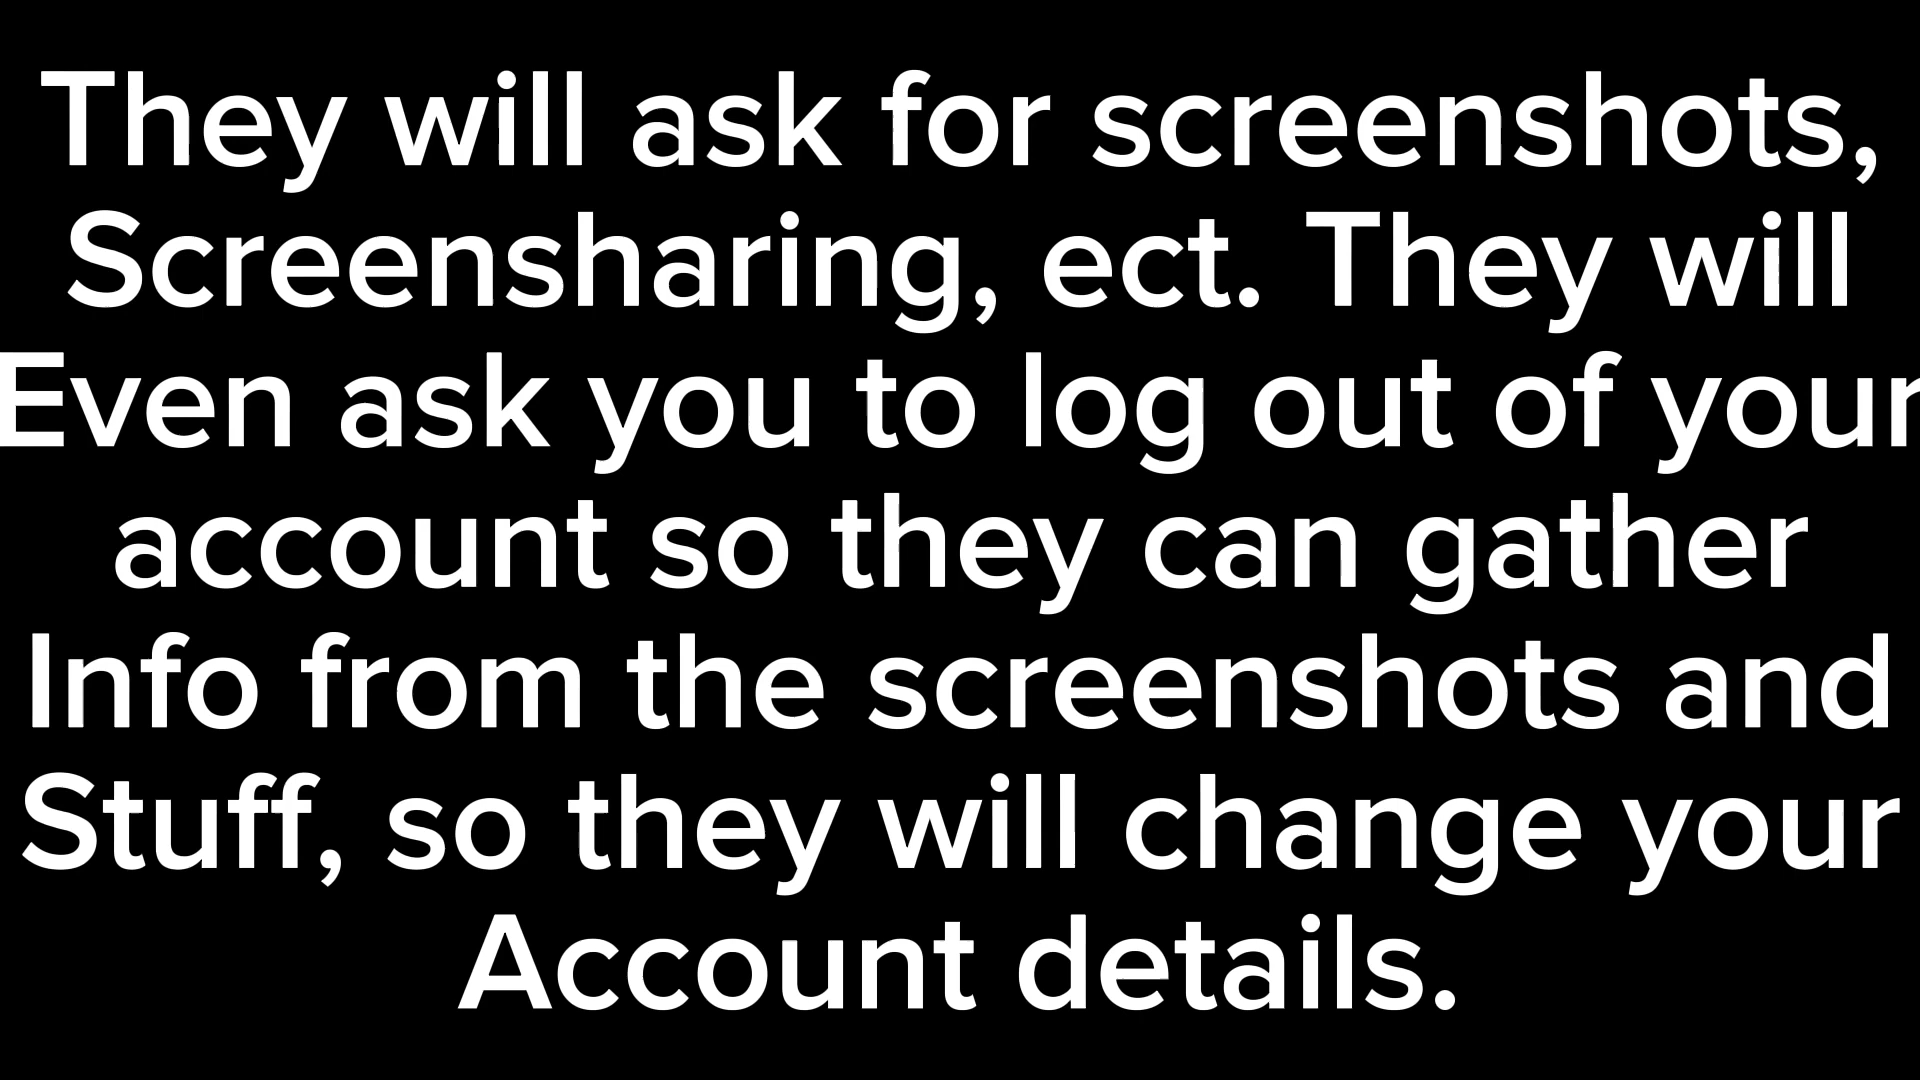 They will ask for screenshots,
Screensharing, ect. They will
Even ask you to log out of your
account so they can gather
Info from the screenshots and
Stuff, so they will change your
Account details.